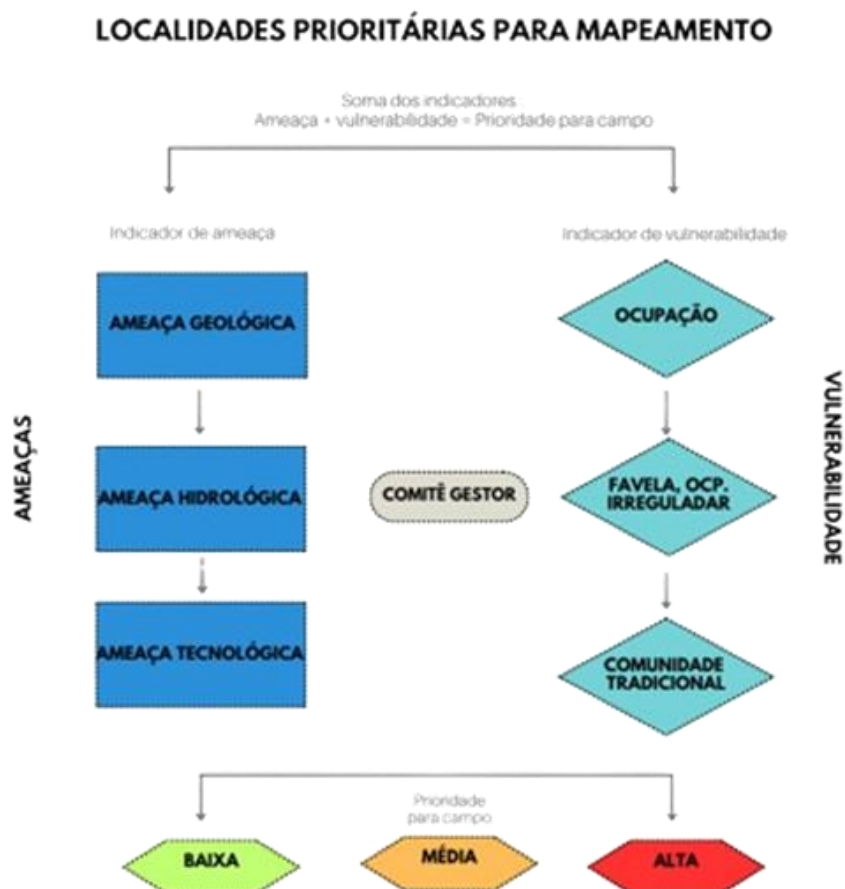 LOCALIDADES PRIORITÁRIAS PARA MAPEAMENTO
Soma dos indicadores:
Ameaça + vulnerabilidade = Prioridade para campo
Indicador de ameaça
Indicador de vulnerabilidade
AMEAÇA GEOLÓGICA
OCUPAÇÃO
AMEAÇAS
VULNERABILIDADE
AMEAÇA HIDROLÓGICA
COMITÊ GESTOR
FAVELA, OCP.
IRREGULADAR
AMEAÇA TECNOLÓGICA
COMUNIDADE
TRADICIONAL
Prioridade
para campo
BAIXA
MÉDIA
ALTA